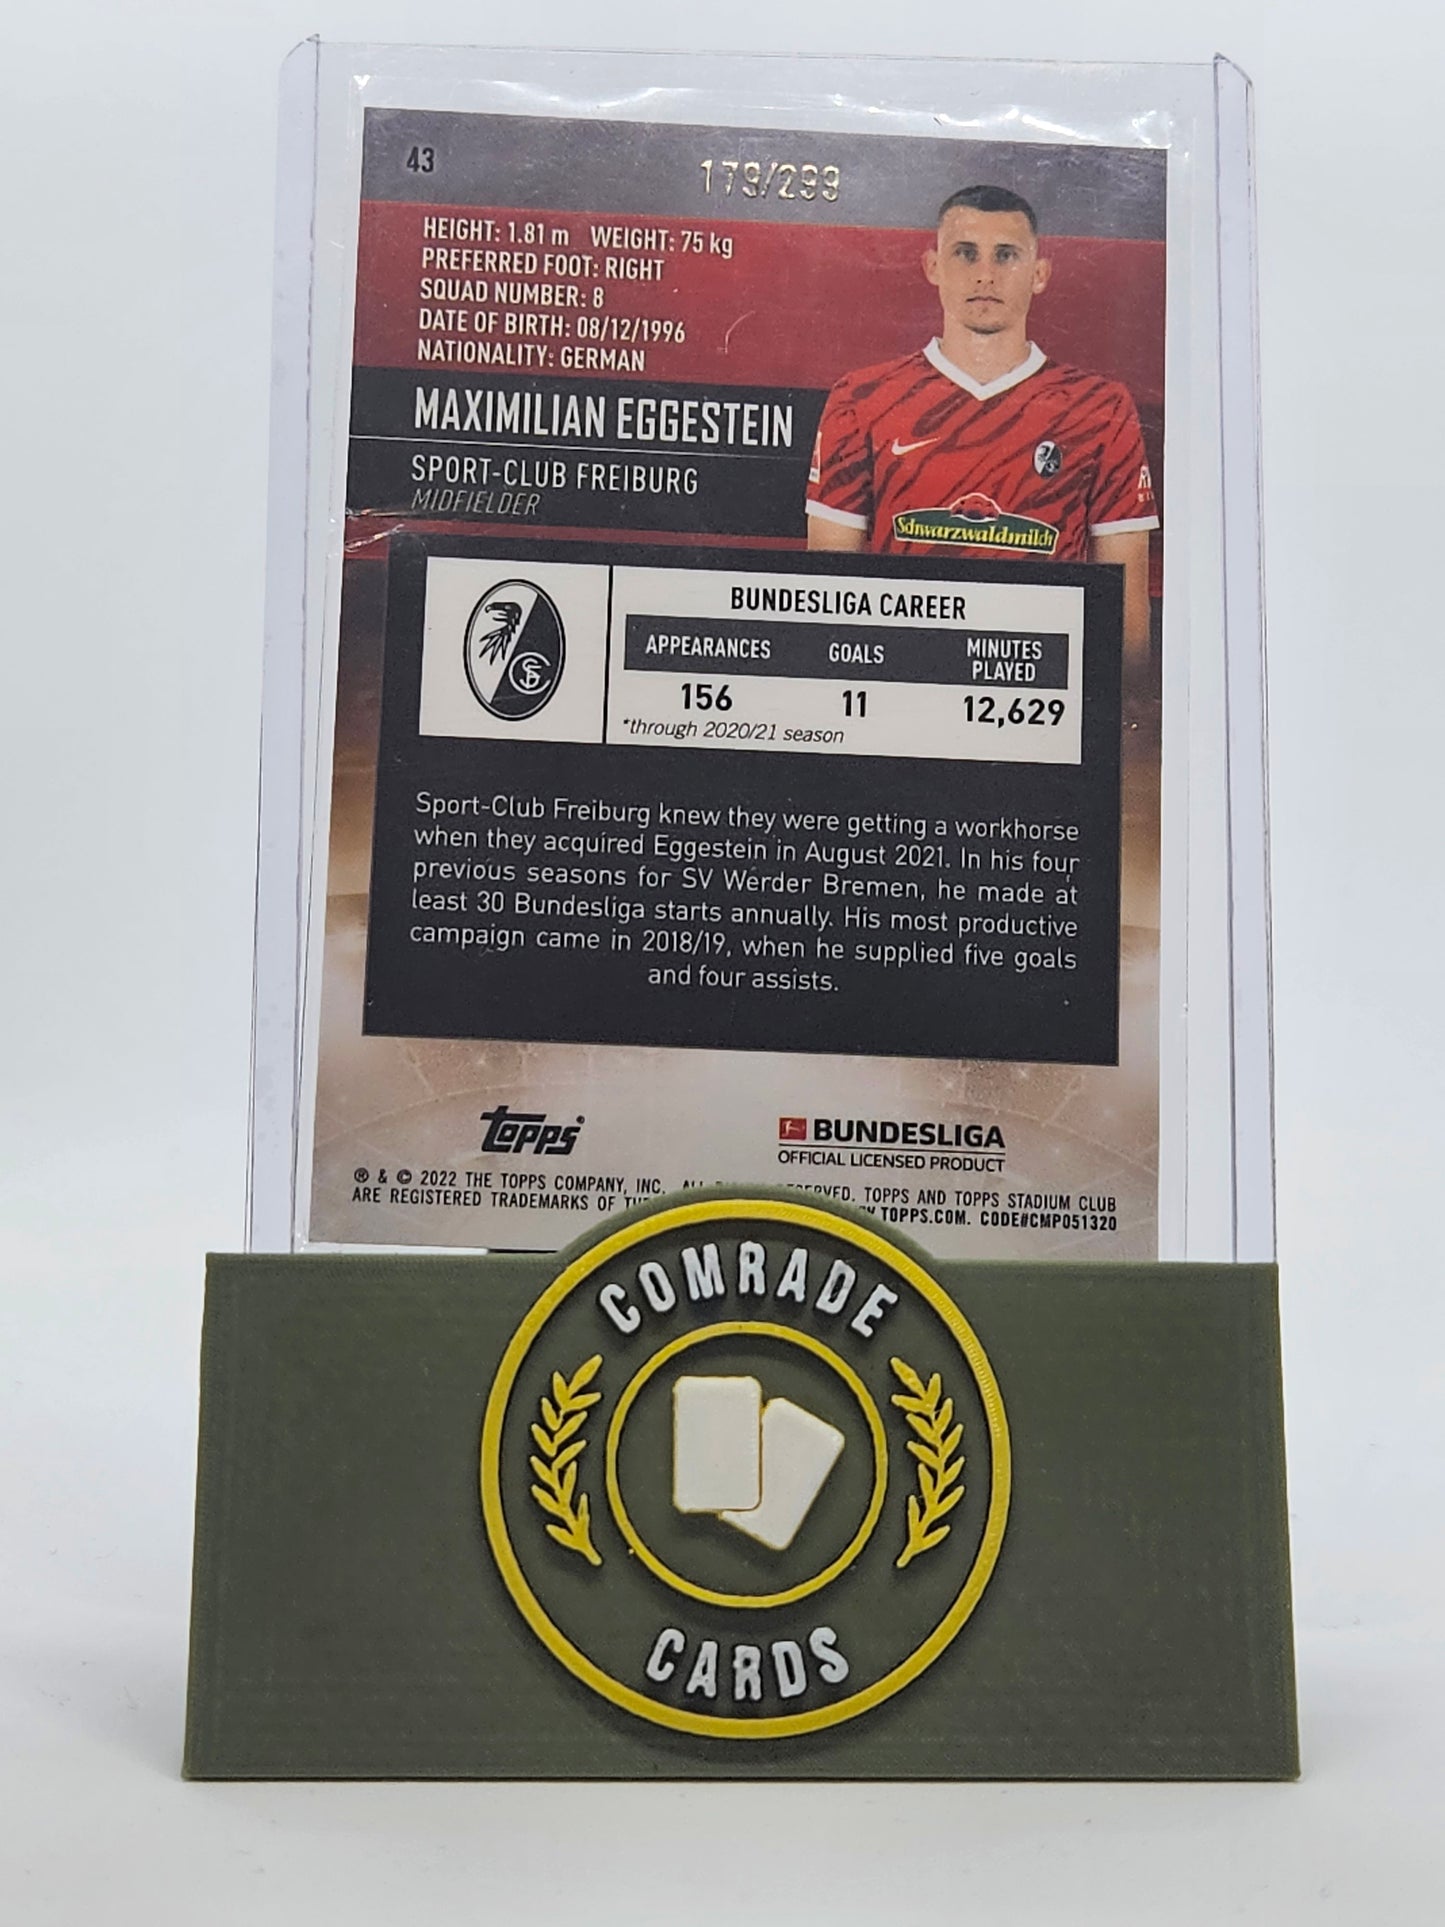 43
179/299
HEIGHT: 1.81 m WEIGHT: 75 kg
PREFERRED FOOT: RIGHT
SQUAD NUMBER: 8
DATE OF BIRTH: 08/12/1996
NATIONALITY: GERMAN
MAXIMILIAN EGGESTEIN
SPORT-CLUB FREIBURG
MIDFIELDER
Schwarzwaldmilch
BUNDESLIGA CAREER
APPEARANCES GOALS MINUTES PLAYED
156 11 12,629
*through 2020/21 season
Sport-Club Freiburg knew they were getting a workhorse
when they acquired Eggestein in August 2021. In his four
previous seasons for SV Werder Bremen, he made at
least 30 Bundesliga starts annually. His most productive
campaign came in 2018/19, when he supplied five goals
and four assists.
topps®
BUNDESLIGA
OFFICIAL LICENSED PRODUCT
® & © 2022 THE TOPPS COMPANY, INC. TOPPS AND TOPPS STADIUM CLUB
ARE REGISTERED TRADEMARKS OF TOPPS.COM. CODE#CMP051320
COMRADE
CARDS